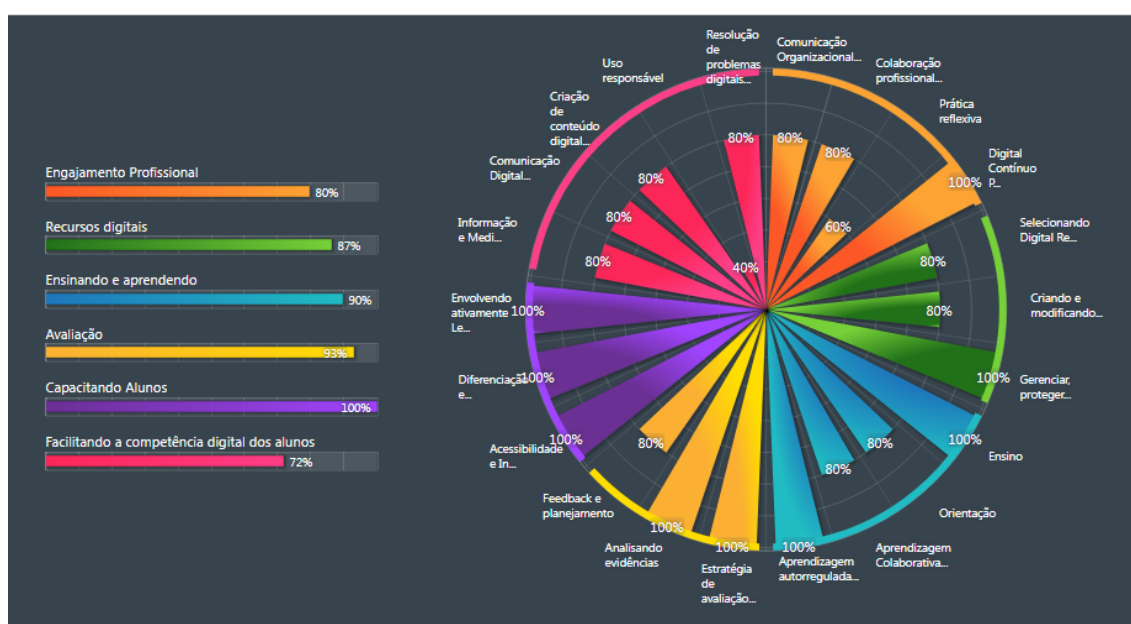 Engajamento Profissional
80%
Recursos digitais
87%
Ensinando e aprendendo
90%
Avaliação
93%
Capacitando Alunos
100%
Facilitando a competência digital dos alunos
72%
Resolução
de
problemas
digitais...
Comunicação
Organizacional...
Colaboração
profissional...
Prática
reflexiva
Digital
Contínuo
P...
Selecionando
Digital Re...
Criando e
modificando...
Gerenciar,
proteger...
Ensino
Orientação
Aprendizagem
Colaborativa...
Aprendizagem
autorregulada...
Estratégia
de
avaliação...
Analisando
evidências
Feedback e
planejamento
Acessibilidade
e In...
Diferenciação
e...
Envolvendo
ativamente
Le...
Informação
e Medi...
Comunicação
Digital...
Criação
de
conteúdo
digital...
Uso
responsável
80%
80%
80%
60%
100%
80%
80%
100%
100%
80%
80%
100%
100%
100%
80%
100%
100%
100%
80%
80%
80%
40%